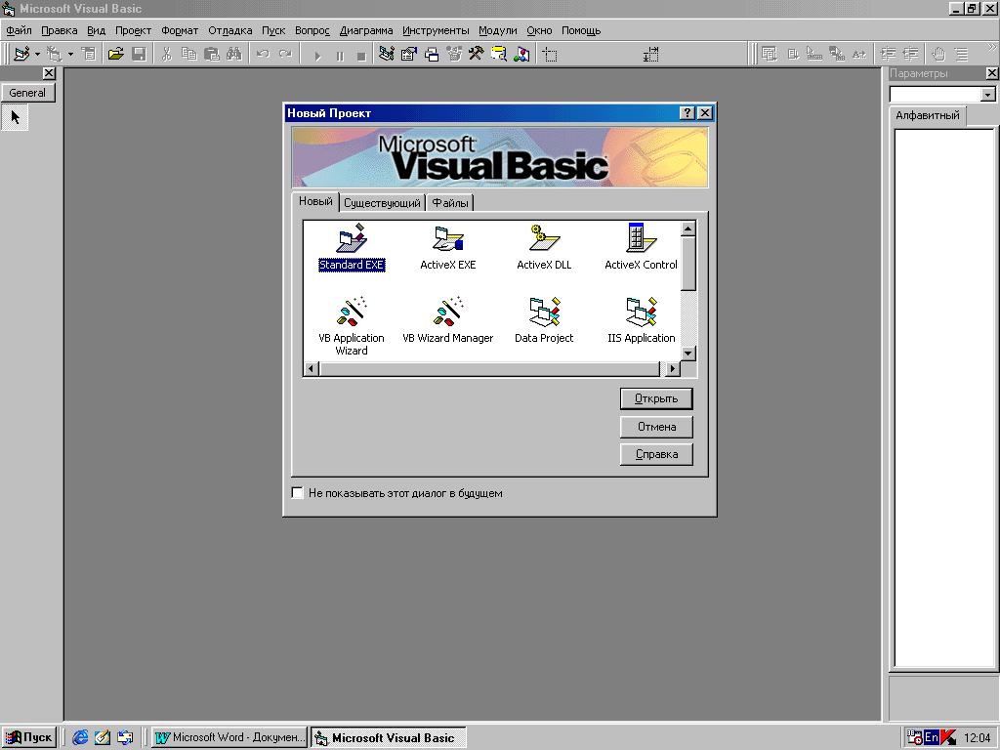 Microsoft Visual Basic
Файл Правка Вид Проект Формат Отладка Пуск Вопрос Диаграмма Инструменты Модули Окно Помощь
General
Параметры
Алфавитный
Новый Проект
Microsoft
Visual Basic
Новый Существующий Файлы
Standard EXE ActiveX EXE ActiveX DLL ActiveX Control
VB Application Wizard VB Wizard Manager Data Project IIS Application
Открыть
Отмена
Справка
Не показывать этот диалог в будущем
Пуск Microsoft Word - Докумен... Microsoft Visual Basic En 12:04